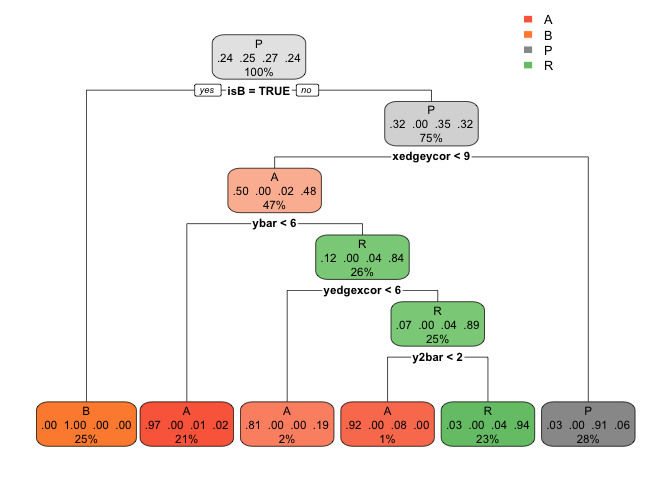 A
B
P
R
P
.24 .25 .27 .24
100%
yes isB = TRUE no
P
.32 .00 .35 .32
75%
xedgeycor < 9
A
.50 .00 .02 .48
47%
ybar < 6
R
.12 .00 .04 .84
26%
yedgexcor < 6
R
.07 .00 .04 .89
25%
y2bar < 2
B
.00 1.00 .00 .00
25%
A
.97 .00 .01 .02
21%
A
.81 .00 .00 .19
2%
A
.92 .00 .08 .00
1%
R
.03 .00 .04 .94
23%
P
.03 .00 .91 .06
28%